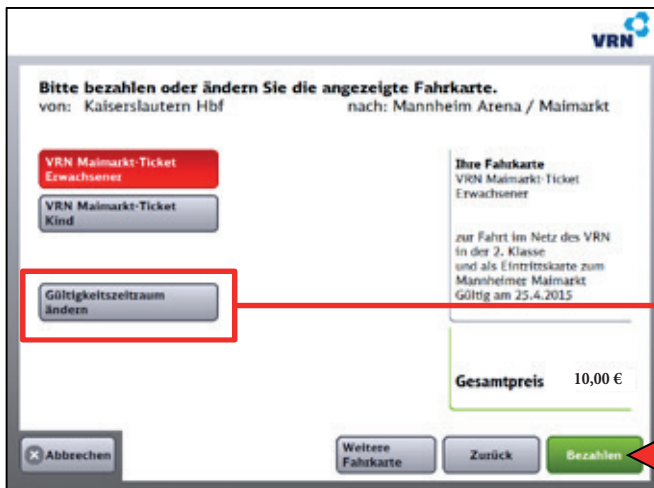 VRN
Bitte bezahlen oder ändern Sie die angezeigte Fahrkarte.
von: Kaiserslautern Hbf nach: Mannheim Arena / Maimarkt
VRN Maimarkt-Ticket
Erwachsener
VRN Maimarkt-Ticket
Kind
Gültigkeitszeitraum
ändern
Ihre Fahrkarte
VRN Maimarkt-Ticket
Erwachsener
zur Fahrt im Netz des VRN
in der 2. Klasse
und als Eintrittskarte zum
Mannheimer Maimarkt
Gültig am 25.4.2015
Gesamtpreis 10,00 €
Abbrechen
Weitere
Fahrkarte
Zurück
Bezahlen